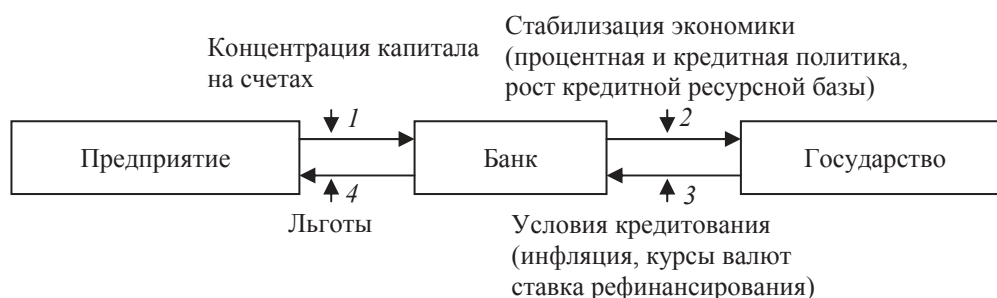 Концентрация капитала
на счетах
Стабилизация экономики
(процентная и кредитная политика,
рост кредитной ресурсной базы)
1
2
Предприятие
Банк
Государство
4
3
Льготы
Условия кредитования
(инфляция, курсы валют
ставка рефинансирования)